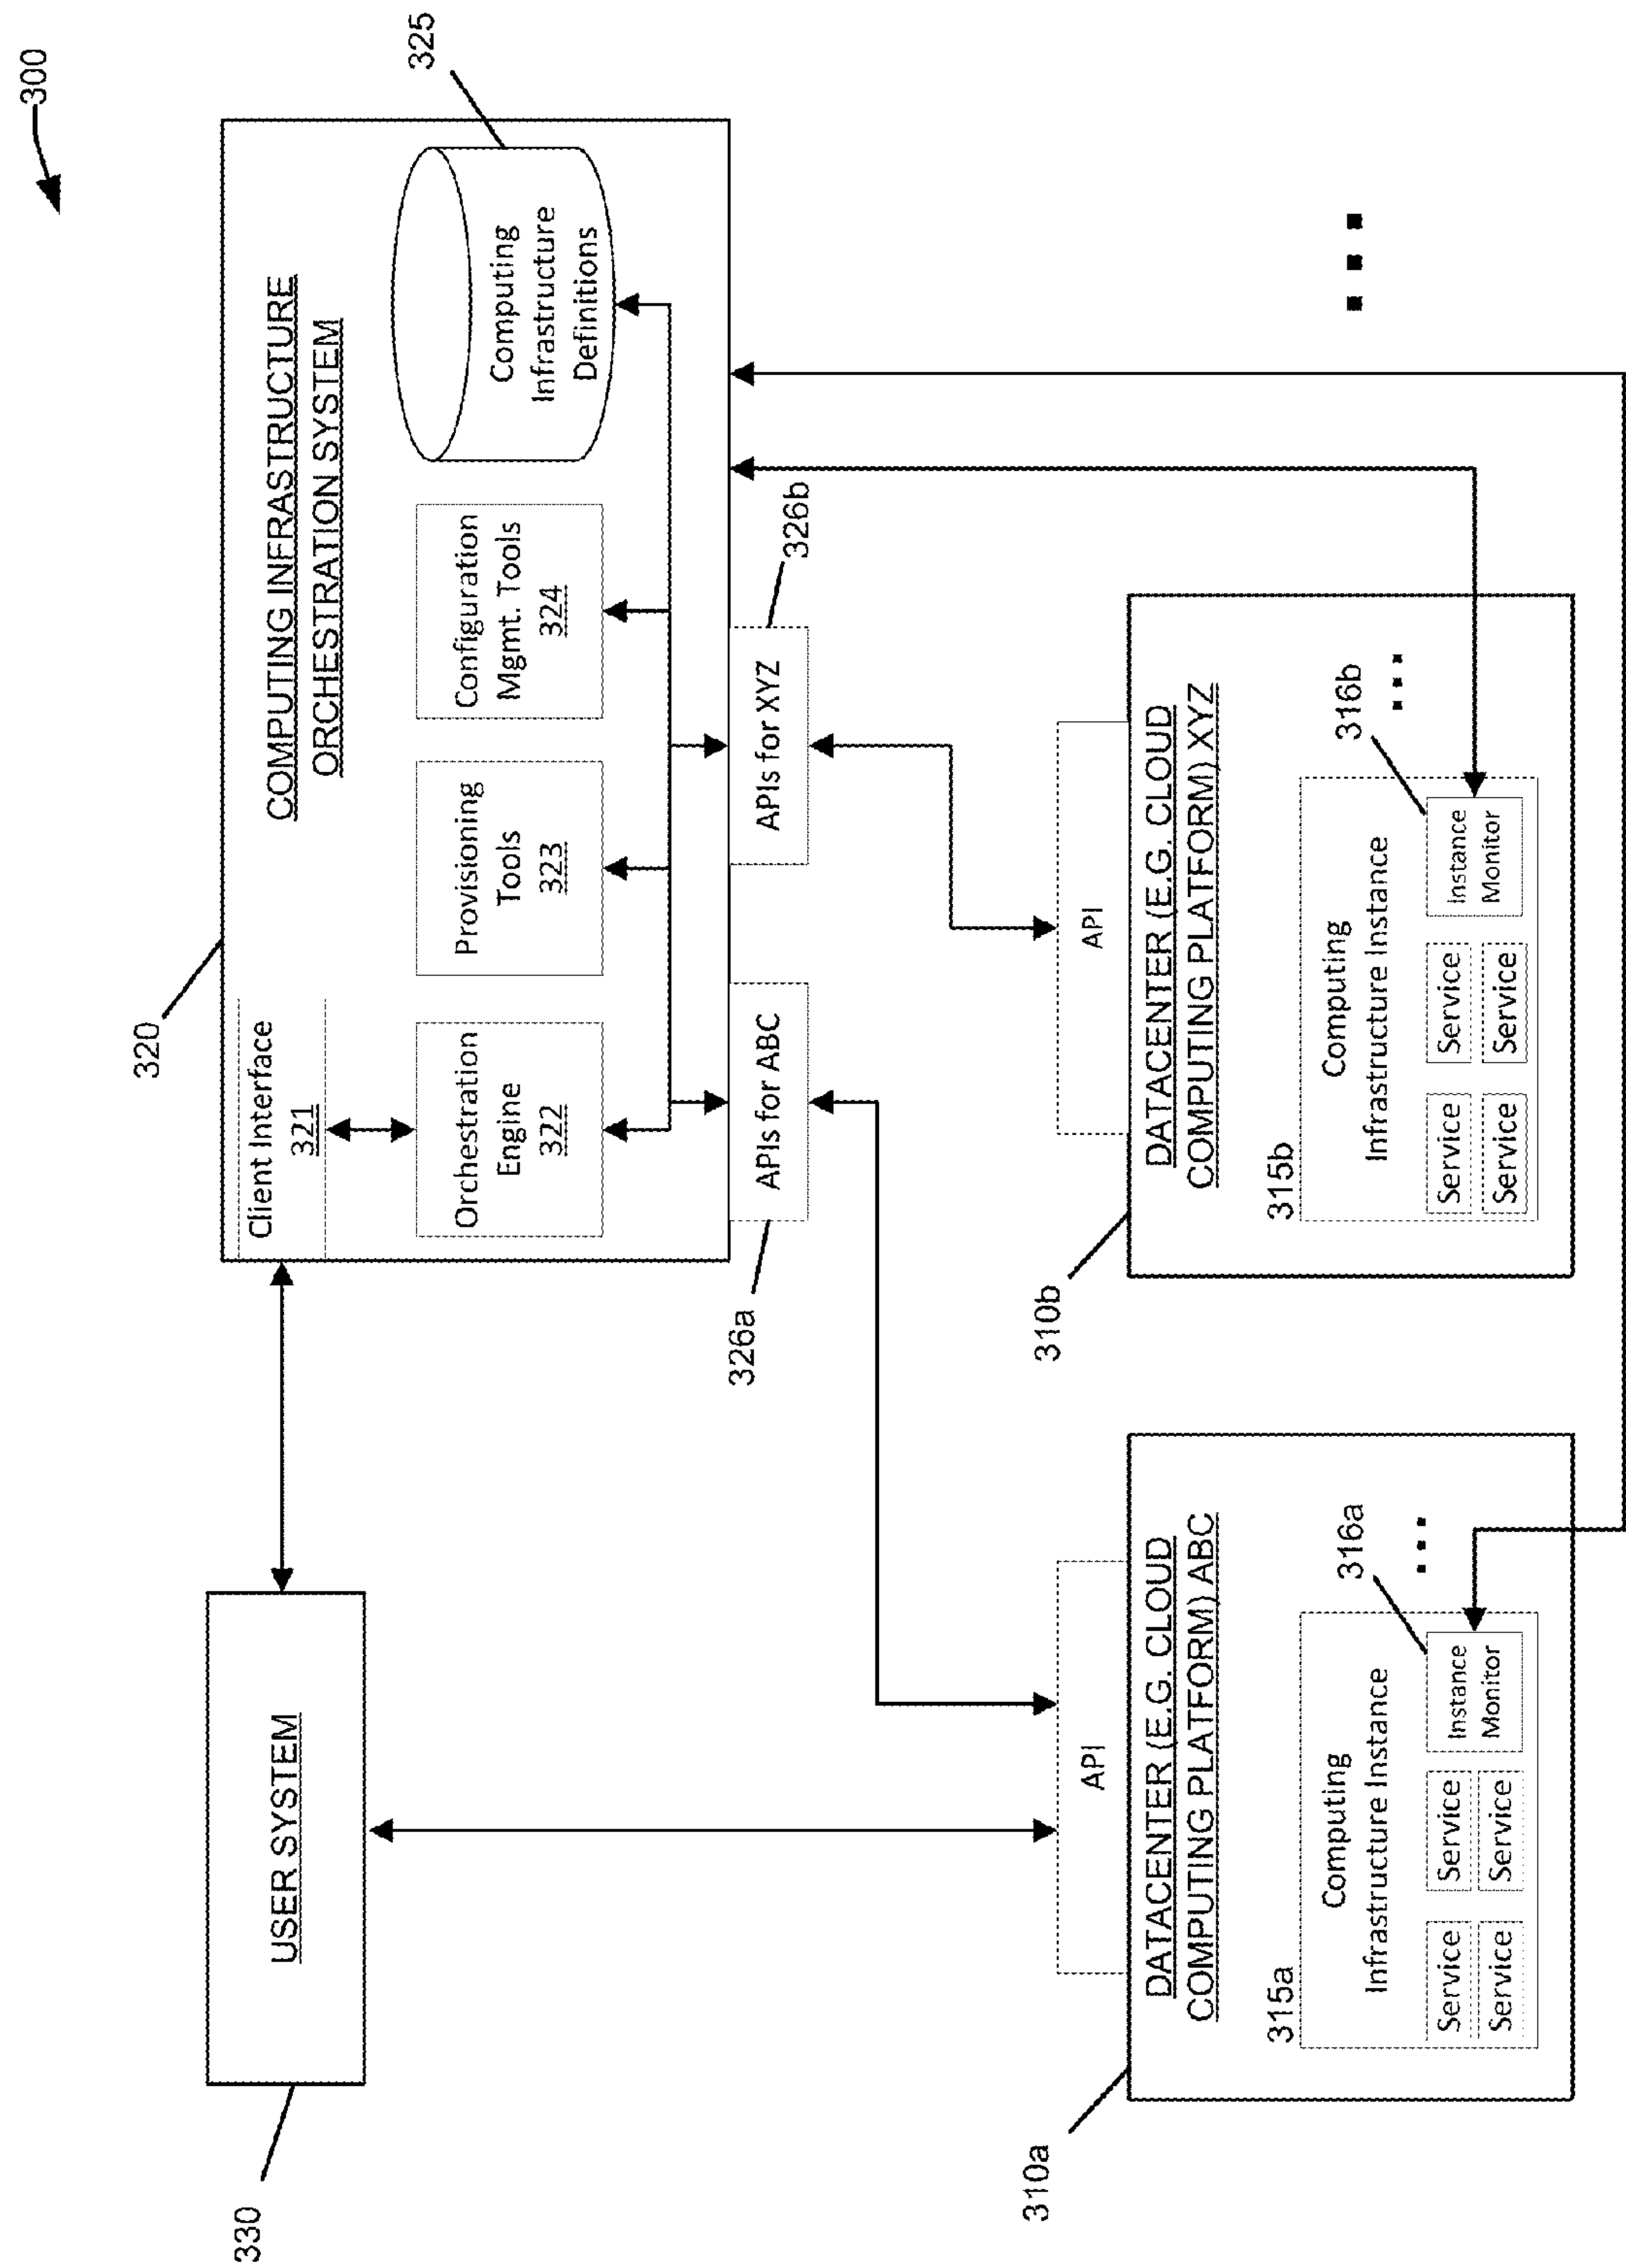 300
320
325
COMPUTING INFRASTRUCTURE
ORCHESTRATION SYSTEM
Client Interface
321
Orchestration
Engine
322
Provisioning
Tools
323
Configuration
Mgmt. Tools
324
Computing
Infrastructure
Definitions
330
USER SYSTEM
326a
APIs for ABC
APIs for XYZ
326b
310a
API
DATACENTER (E.G. CLOUD
COMPUTING PLATFORM) ABC
315a
Computing
Infrastructure Instance
316a
Service
Service
Service
Service
Instance
Monitor
310b
API
DATACENTER (E.G. CLOUD
COMPUTING PLATFORM) XYZ
315b
Computing
Infrastructure Instance
316b
Service
Service
Service
Service
Instance
Monitor